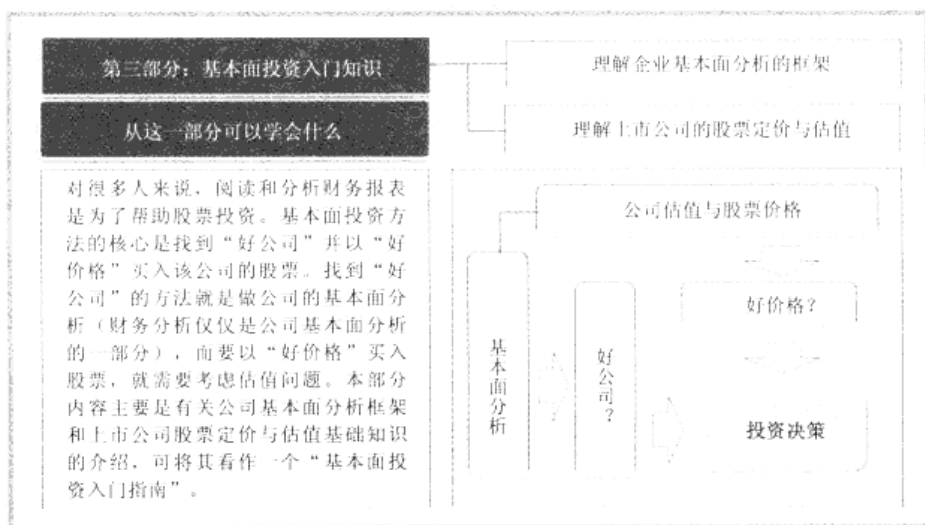 第三部分：基本面投资入门知识
从这一部分可以学会什么
理解企业基本面分析的框架
理解上市公司的股票定价与估值
对很多人来说，阅读和分析财务报表
是为了帮助股票投资。基本面投资方
法的核心是找到“好公司”并以“好
价格”买入该公司的股票。找到“好
公司”的方法就是做公司的基本面分
析（财务分析仅仅是公司基本面分析
的一部分），而要以“好价格”买入
股票，就需要考虑估值问题。本部分
内容主要是有关公司基本面分析框架
和上市公司股票定价与估值基础知识
的介绍，可将其看作一个“基本面投
资入门指南”。
公司估值与股票价格
基本面分析
好公司？
好价格？
投资决策